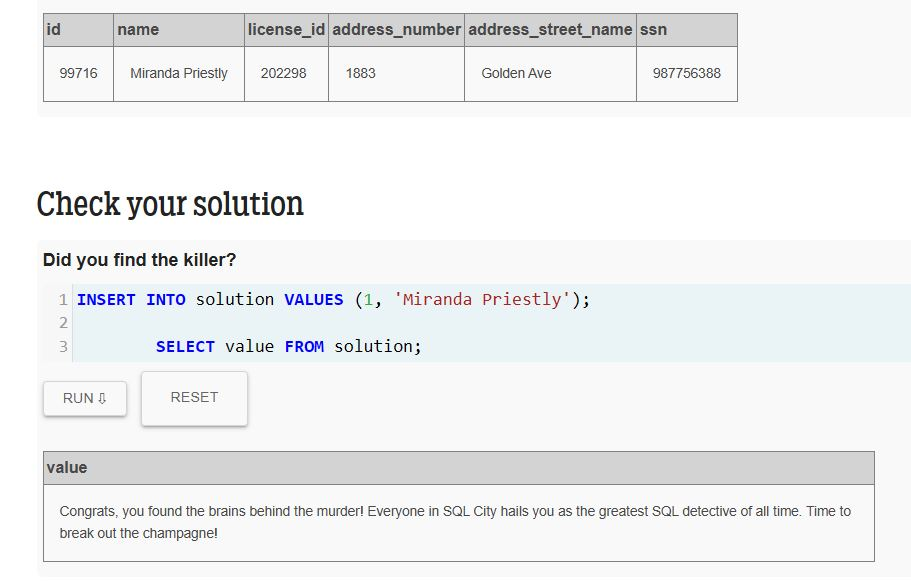 id name license_id address_number address_street_name ssn
99716 Miranda Priestly 202298 1883 Golden Ave 987756388
Check your solution
Did you find the killer?
1 INSERT INTO solution VALUES (1, 'Miranda Priestly');
2
3 SELECT value FROM solution;
RUN ⇩ RESET
value
Congrats, you found the brains behind the murder! Everyone in SQL City hails you as the greatest SQL detective of all time. Time to
break out the champagne!